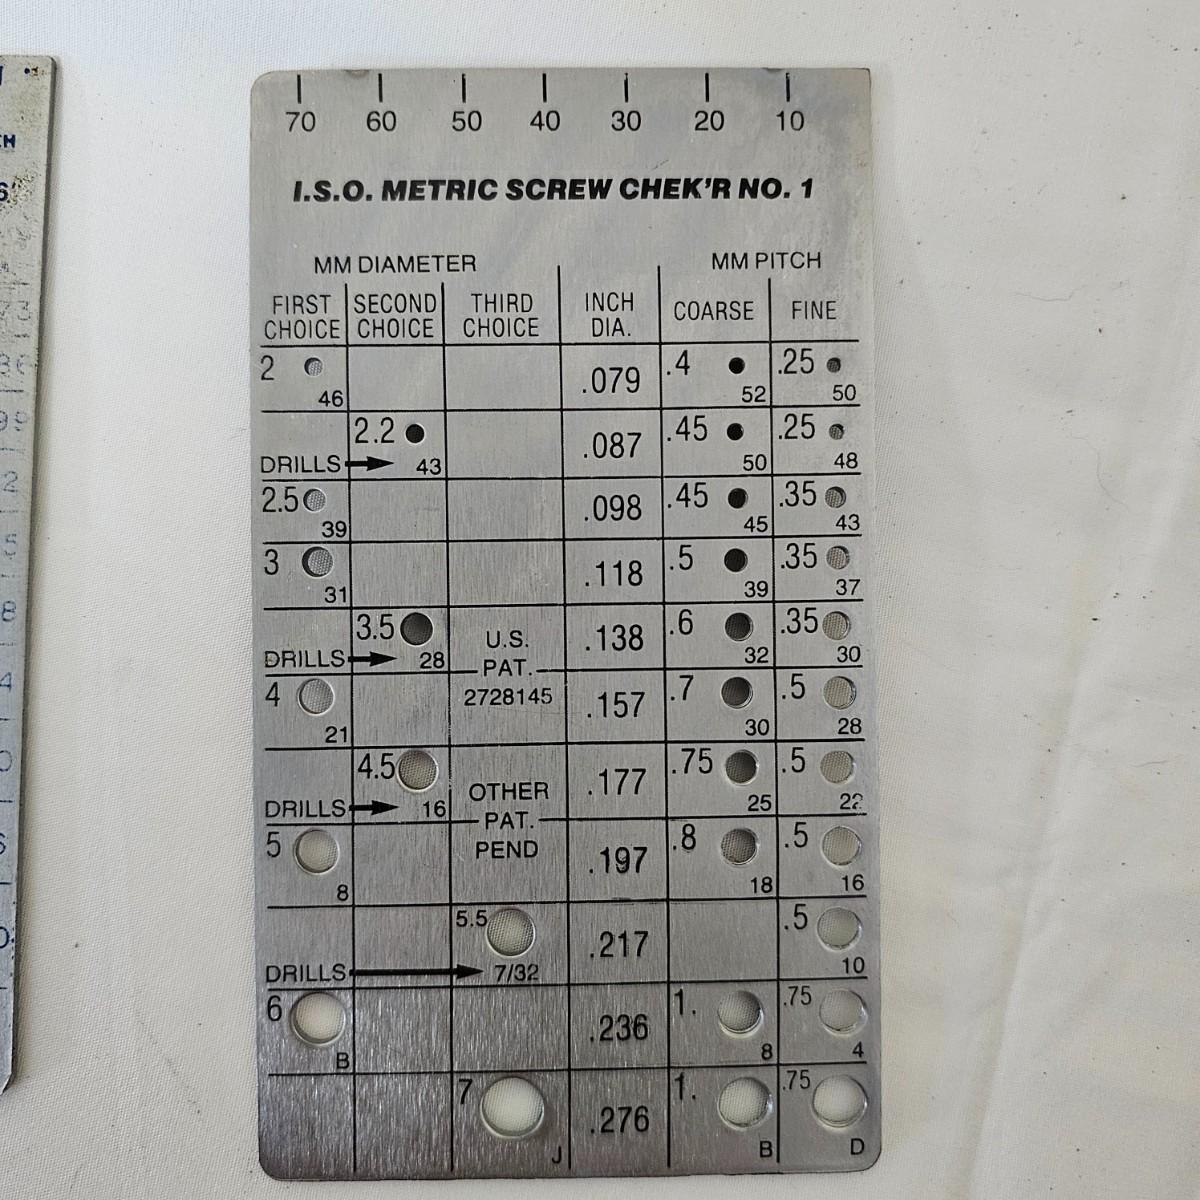 70 60 50 40 30 20 10
I.S.O. METRIC SCREW CHEK'R NO. 1
MM DIAMETER MM PITCH
FIRST CHOICE SECOND CHOICE THIRD CHOICE INCH DIA. COARSE FINE
2 46 .079 .4 52 .25 50
DRILLS 2.2 43 .087 .45 50 .25 48
2.5 39 .098 .45 45 .35 43
3 31 .118 .5 39 .35 37
DRILLS 3.5 28 .138 .6 32 .35 30
U.S.
PAT.
2728145
4 21 .157 .7 30 .5 28
DRILLS 4.5 16 .177 .75 25 .5 22
OTHER
PAT.
PEND
5 8 .197 .8 18 .5 16
DRILLS 5.5 7/32 .217 .5 10
6 B .236 1. 8 .75 4
7 J .276 1. B .75 D